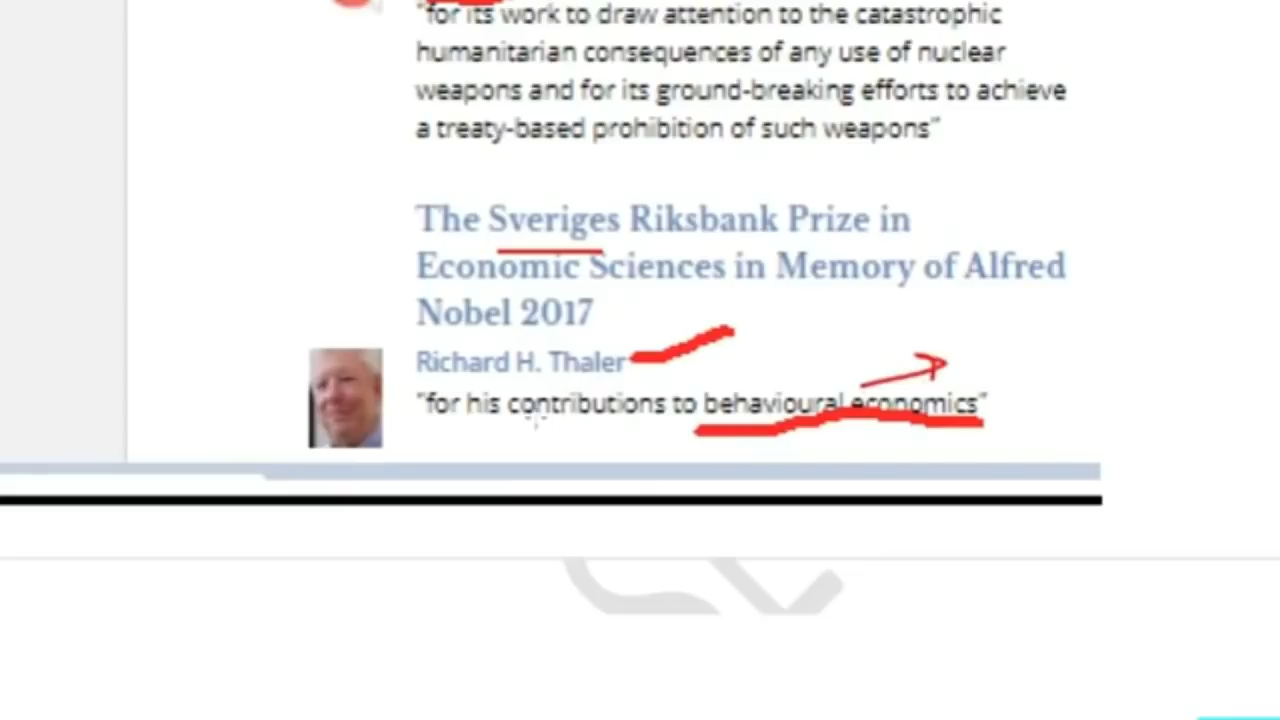 “for its work to draw attention to the catastrophic
humanitarian consequences of any use of nuclear
weapons and for its ground-breaking efforts to achieve
a treaty-based prohibition of such weapons”
The Sveriges Riksbank Prize in
Economic Sciences in Memory of Alfred
Nobel 2017
Richard H. Thaler
“for his contributions to behavioural economics”